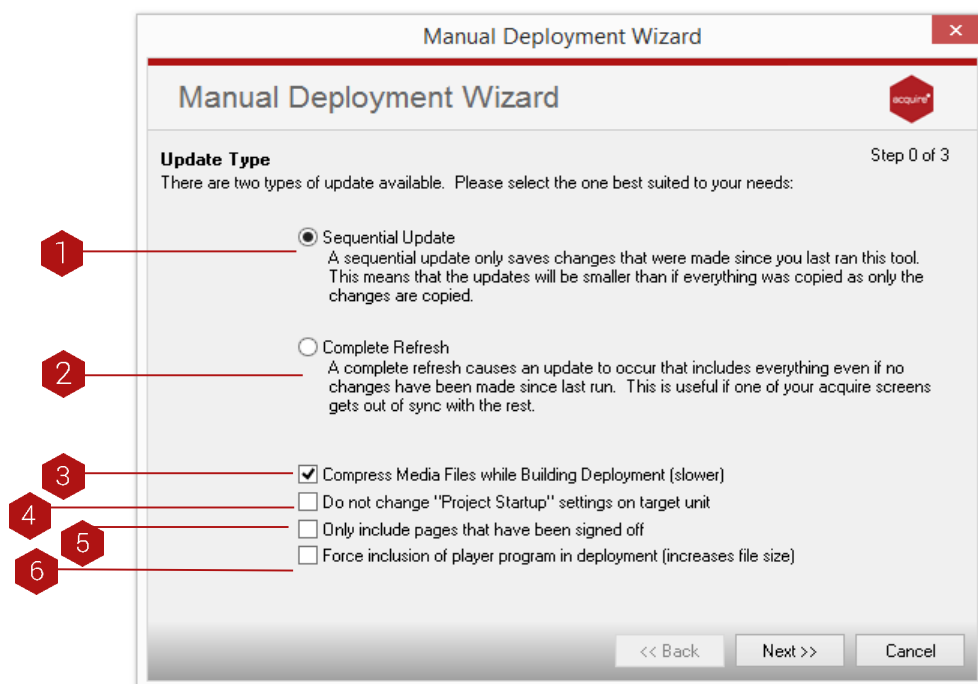 Manual Deployment Wizard
Manual Deployment Wizard
acquire
Update Type
Step 0 of 3
There are two types of update available. Please select the one best suited to your needs:
1
Sequential Update
A sequential update only saves changes that were made since you last ran this tool.
This means that the updates will be smaller than if everything was copied as only the
changes are copied.
2
Complete Refresh
A complete refresh causes an update to occur that includes everything even if no
changes have been made since last run. This is useful if one of your acquire screens
gets out of sync with the rest.
3
Compress Media Files while Building Deployment (slower)
4
Do not change "Project Startup" settings on target unit
5
Only include pages that have been signed off
6
Force inclusion of player program in deployment (increases file size)
<< Back
Next >>
Cancel